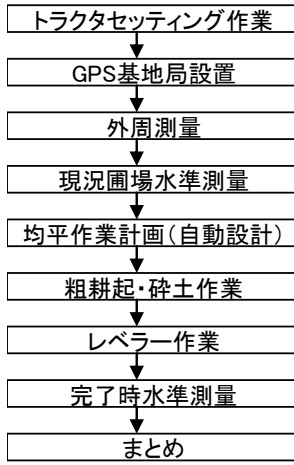 トラクタセッティング作業
GPS基地局設置
外周測量
現況圃場水準測量
均平作業計画(自動設計)
粗耕起・砕土作業
レベラー作業
完了時水準測量
まとめ